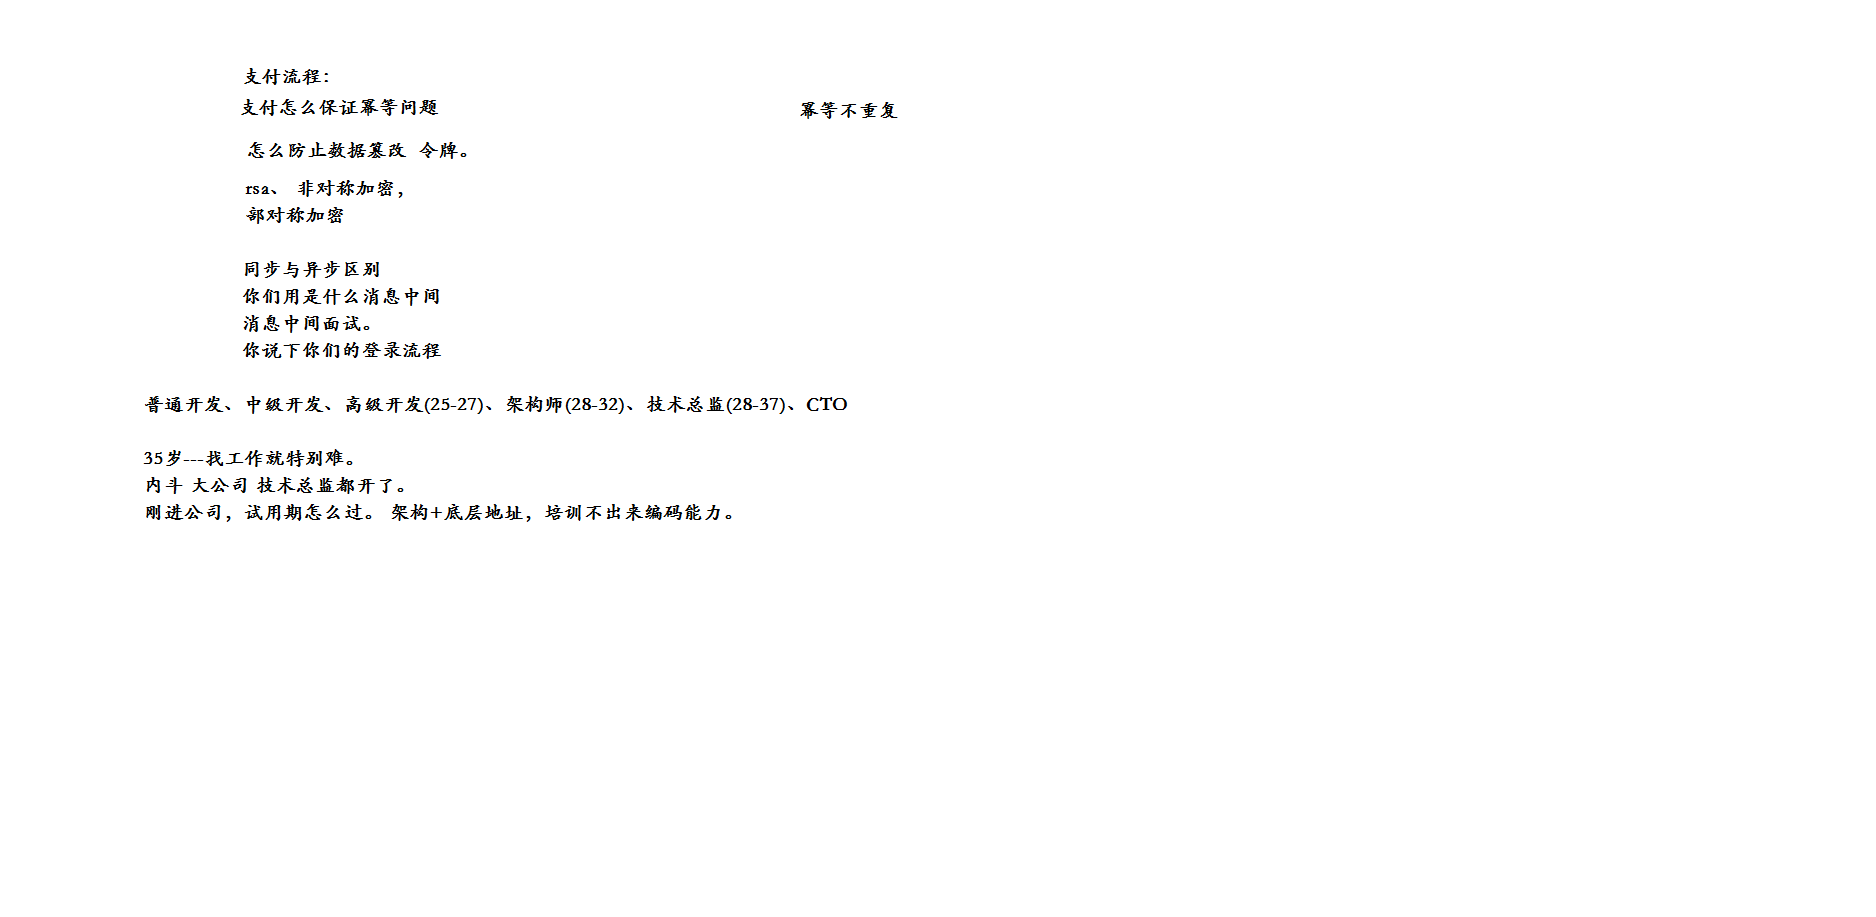 支付流程：
支付怎么保证幂等问题
幂等不重复
怎么防止数据篡改  令牌。
rsa、 非对称加密，
部对称加密
同步与异步区别
你们用是什么消息中间
消息中间面试。
你说下你们的登录流程
普通开发、中级开发、高级开发(25-27)、架构师(28-32)、技术总监(28-37)、CTO
35岁---找工作就特别难。
内斗 大公司 技术总监都开了。
刚进公司，试用期怎么过。 架构+底层地址，培训不出来编码能力。